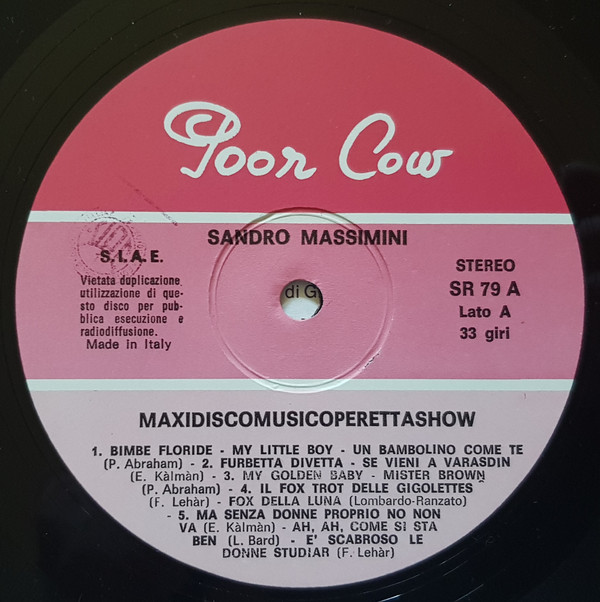 Poor Cow
SANDRO MASSIMINI
S.I.A.E.
Vietata duplicazione,
utilizzazione di que-
sto disco per pub-
blica esecuzione e
radiodiffusione.
Made in Italy
di G
STEREO
SR 79 A
Lato A
33 giri
MAXIDISCOMUSICOPERETTASHOW
1. BIMBE FLORIDE - MY LITTLE BOY - UN BAMBOLINO COME TE
(P. Abraham) - 2. FURBETTA DIVETTA - SE VIENI A VARASDIN
(E. Kàlmàn) - 3. MY GOLDEN BABY - MISTER BROWN
(P. Abraham) - 4. IL FOX TROT DELLE GIGOLETTES
(F. Lehàr) - FOX DELLA LUNA (Lombardo-Ranzato)
- 5. MA SENZA DONNE PROPRIO NO NON
VA (E. Kàlmàn) - AH, AH, COME SI STA
BEN (L. Bard) - E' SCABROSO LE
DONNE STUDIAR (F. Lehàr)